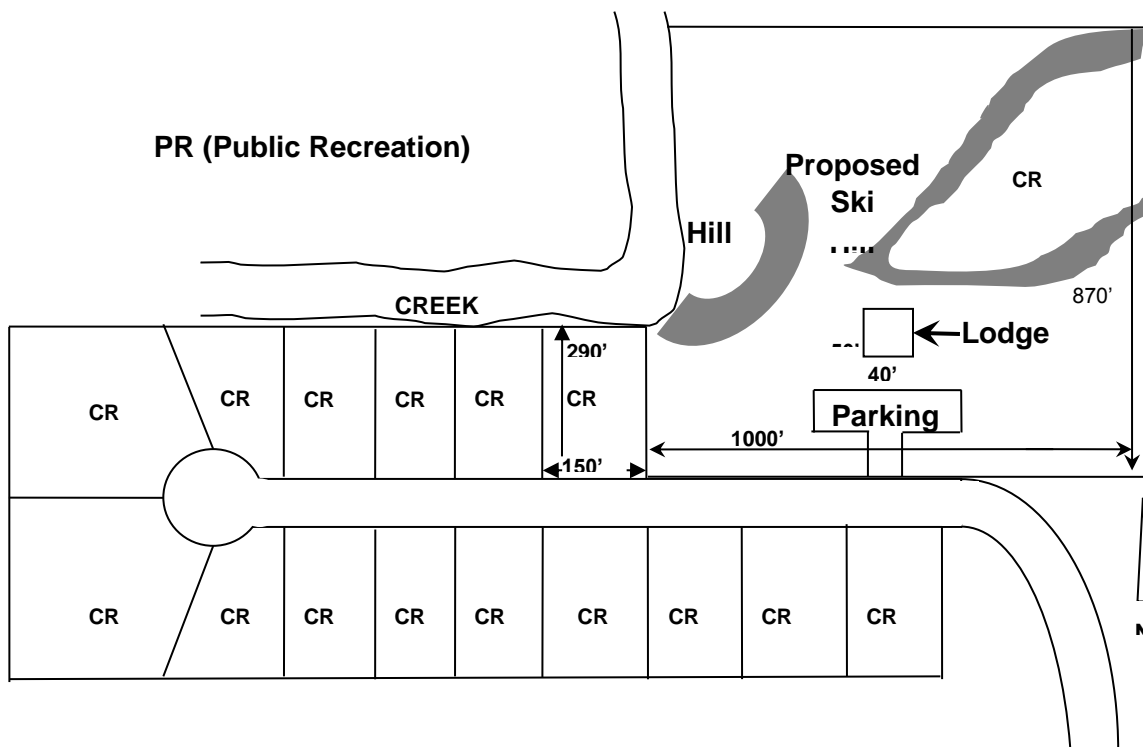 PR (Public Recreation)
Proposed
Ski
CR
Hill
870'
CREEK
Lodge
290'
40'
CR
CR
CR
CR
CR
CR
Parking
1000'
150'
CR
CR
CR
CR
CR
CR
CR
CR
CR